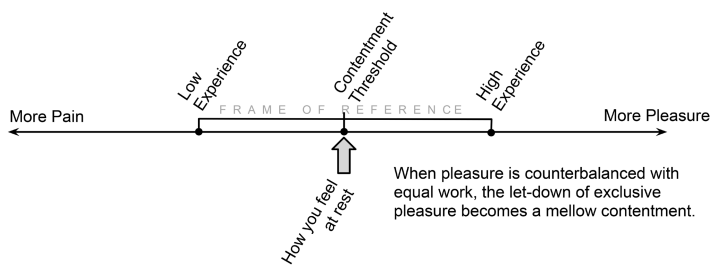 Low
Experience
Contentment
Threshold
High
Experience
FRAME OF REFERENCE
More Pain
More Pleasure
How you feel
at rest
When pleasure is counterbalanced with
equal work, the let-down of exclusive
pleasure becomes a mellow contentment.